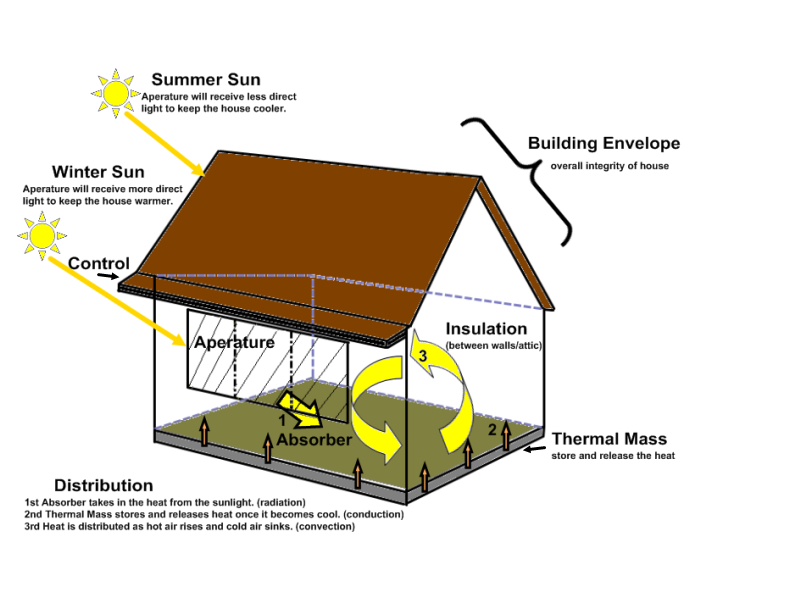 Summer Sun
Aperature will receive less direct
light to keep the house cooler.
Building Envelope
overall integrity of house
Winter Sun
Aperature will receive more direct
light to keep the house warmer.
Control
Insulation
(between walls/attic)
Aperature
3
1
Absorber
2
Thermal Mass
store and release the heat
Distribution
1st Absorber takes in the heat from the sunlight. (radiation)
2nd Thermal Mass stores and releases heat once it becomes cool. (conduction)
3rd Heat is distributed as hot air rises and cold air sinks. (convection)